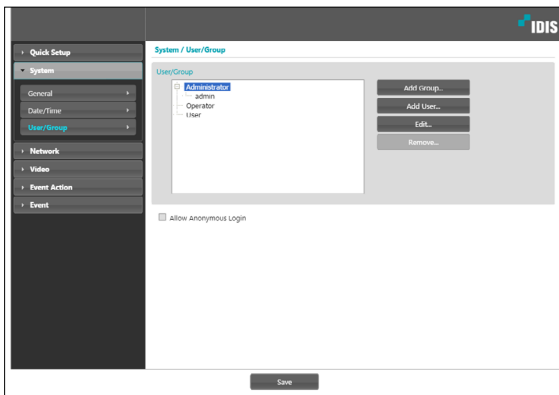 IDIS
Quick Setup
System
General
Date/Time
User/Group
Network
Video
Event Action
Event
System / User/Group
User/Group
Administrator
admin
Operator
User
Add Group...
Add User...
Edit...
Remove...
Allow Anonymous Login
Save